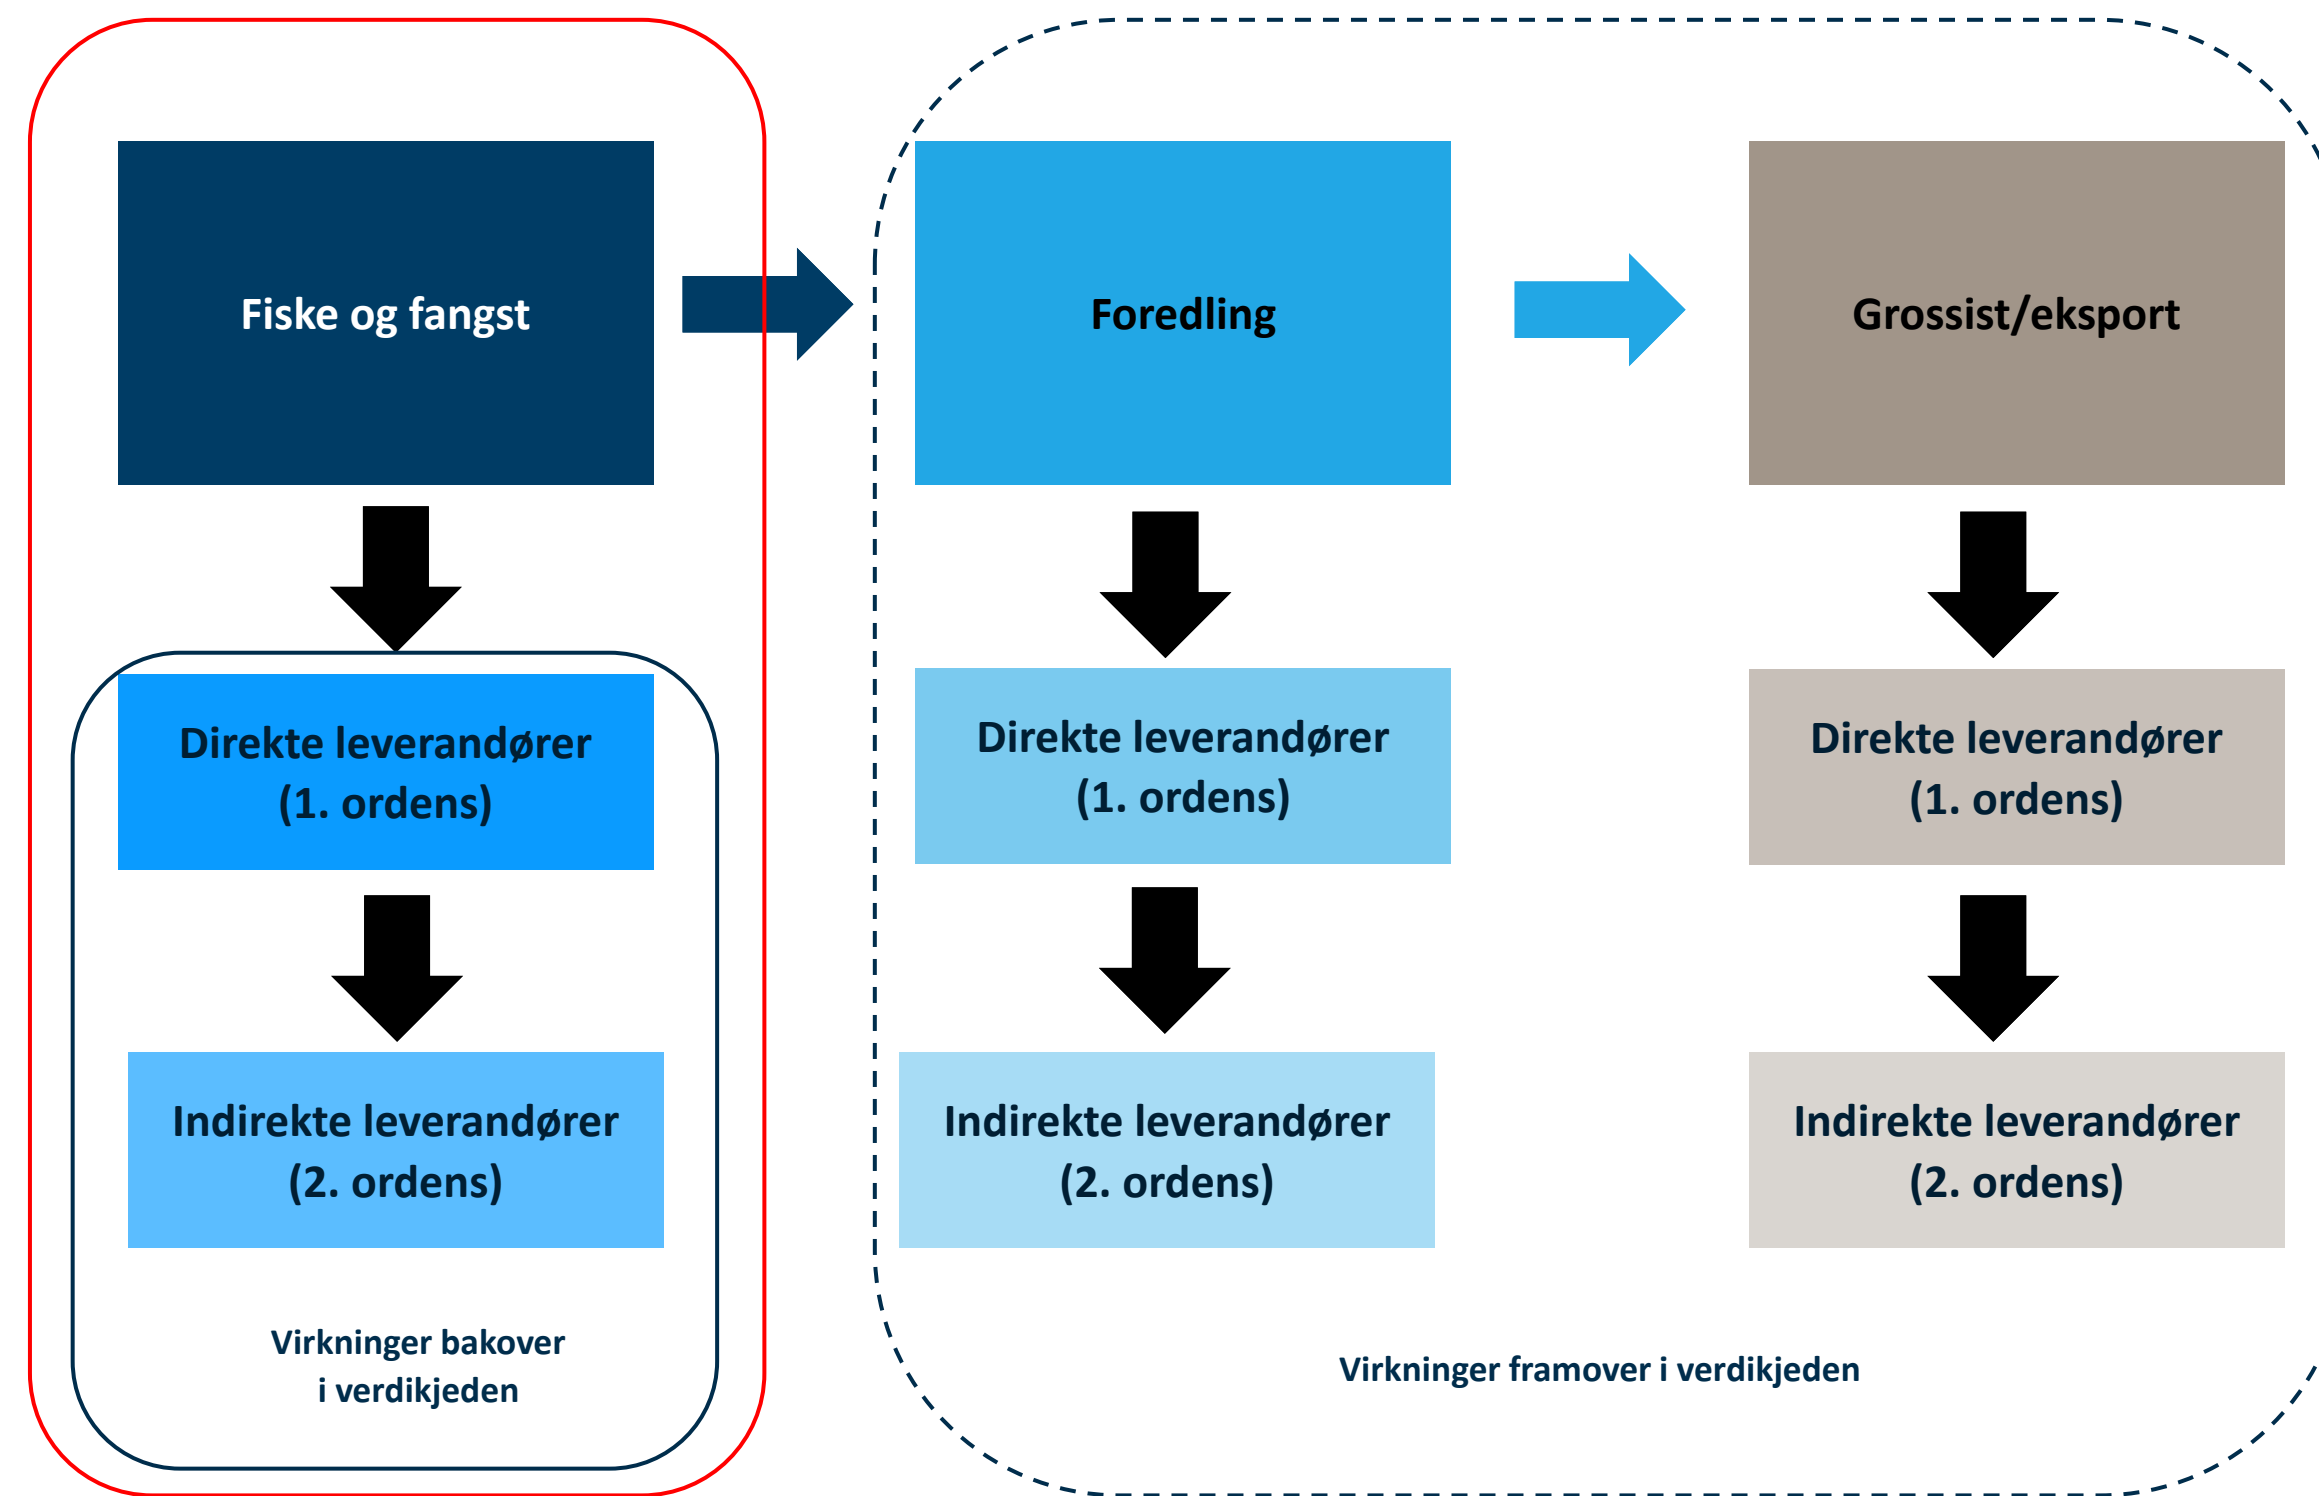 Fiske og fangst
Foredling
Grossist/eksport
Direkte leverandører
(1. ordens)
Direkte leverandører
(1. ordens)
Direkte leverandører
(1. ordens)
Indirekte leverandører
(2. ordens)
Indirekte leverandører
(2. ordens)
Indirekte leverandører
(2. ordens)
Virkninger bakover
i verdikjeden
Virkninger framover i verdikjeden